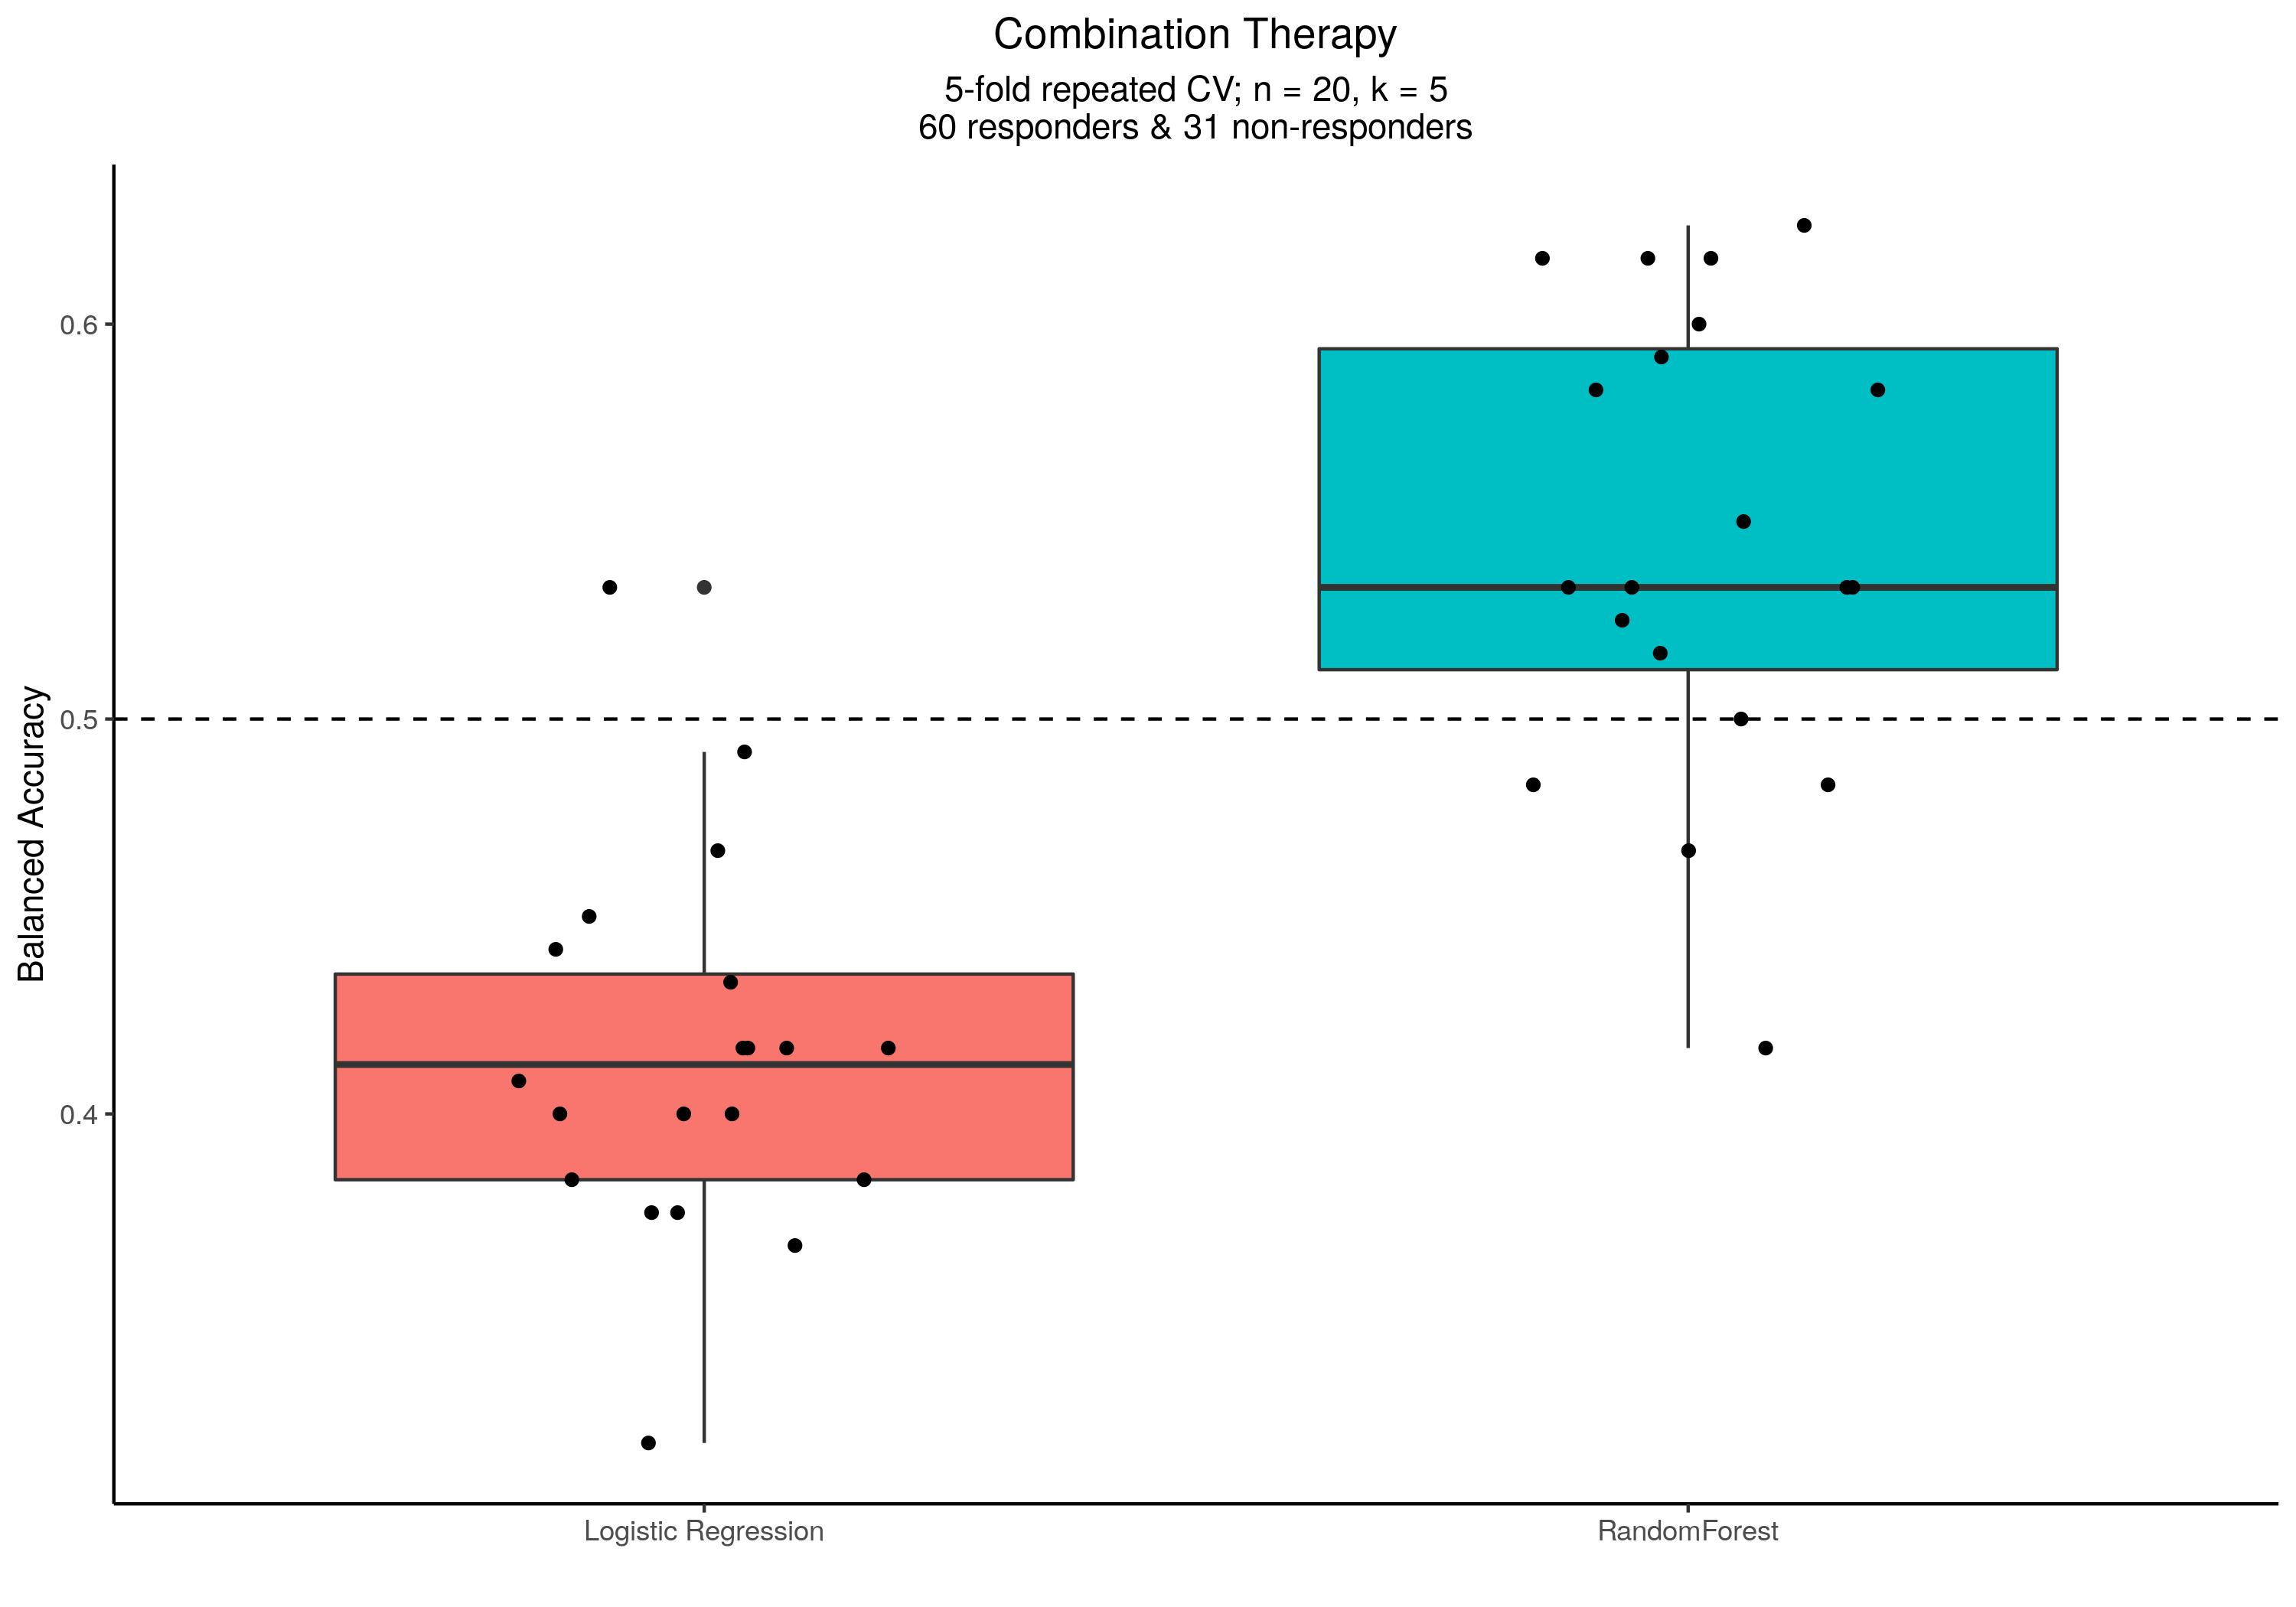 Combination Therapy
5-fold repeated CV; n = 20, k = 5
60 responders & 31 non-responders
Balanced Accuracy
0.6
0.5
0.4
Logistic Regression
RandomForest